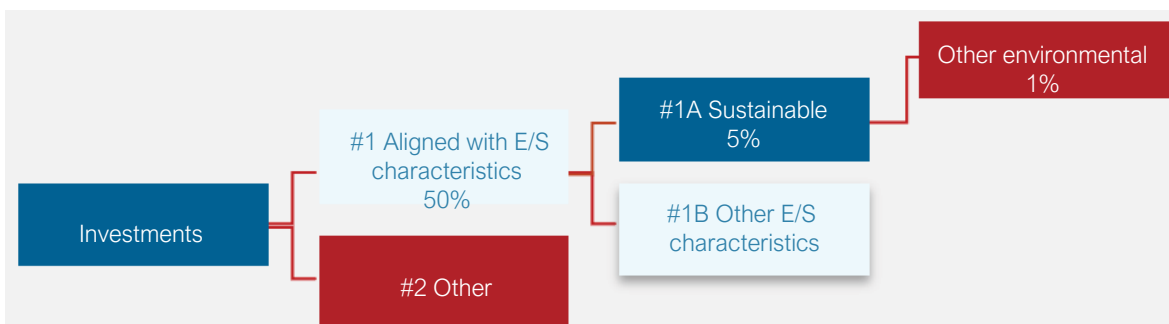 Other environmental
1%
#1A Sustainable
5%
#1 Aligned with E/S
characteristics
50%
#1B Other E/S
characteristics
Investments
#2 Other